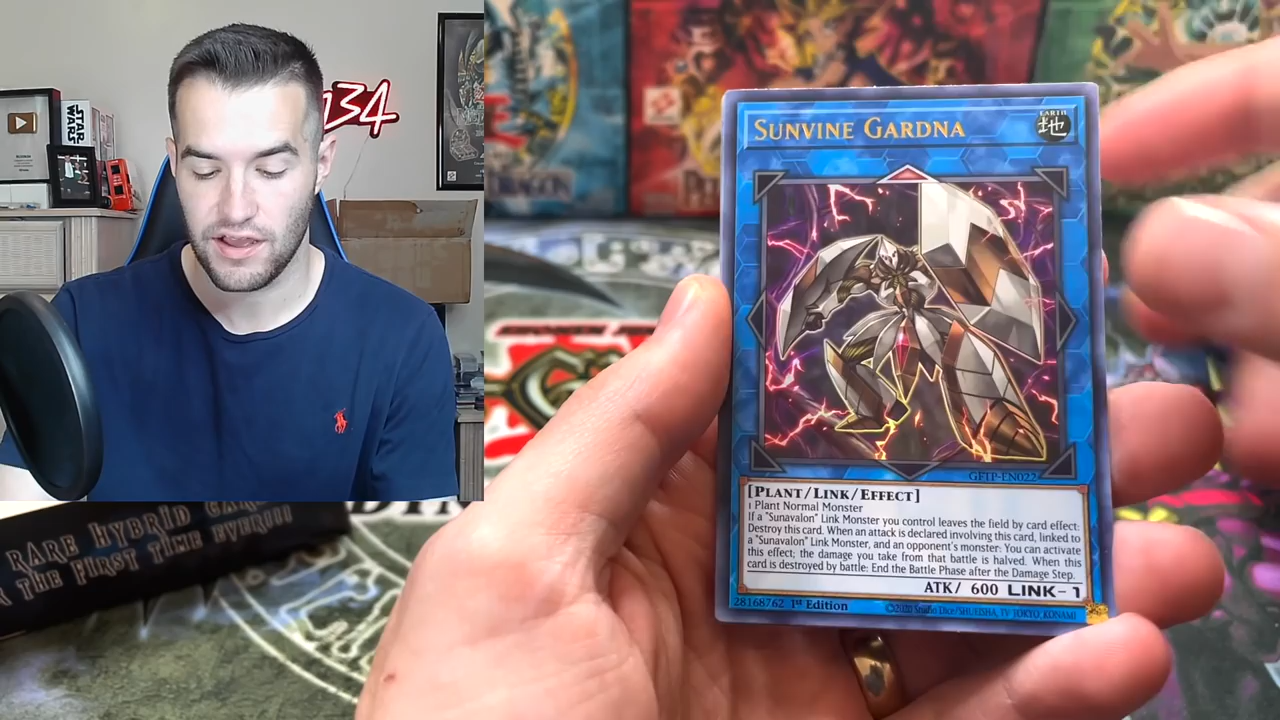 STAR WARS
134
SUNVINE GARDNA
EARTH
地
GFTP-EN022
[PLANT/LINK/EFFECT]
1 Plant Normal Monster
If a "Sunavalon" Link Monster you control leaves the field by card effect:
Destroy this card. When an attack is declared involving this card, linked to
a "Sunavalon" Link Monster, and an opponent's monster: You can activate
this effect; the damage you take from that battle is halved. When this
card is destroyed by battle: End the Battle Phase after the Damage Step.
ATK/ 600 LINK-1
28168762 1st Edition ©2020 Studio Dice/SHUEISHA, TV TOKYO, KONAMI
RARE HYBRID
THE FIRST TIME EVER!!!